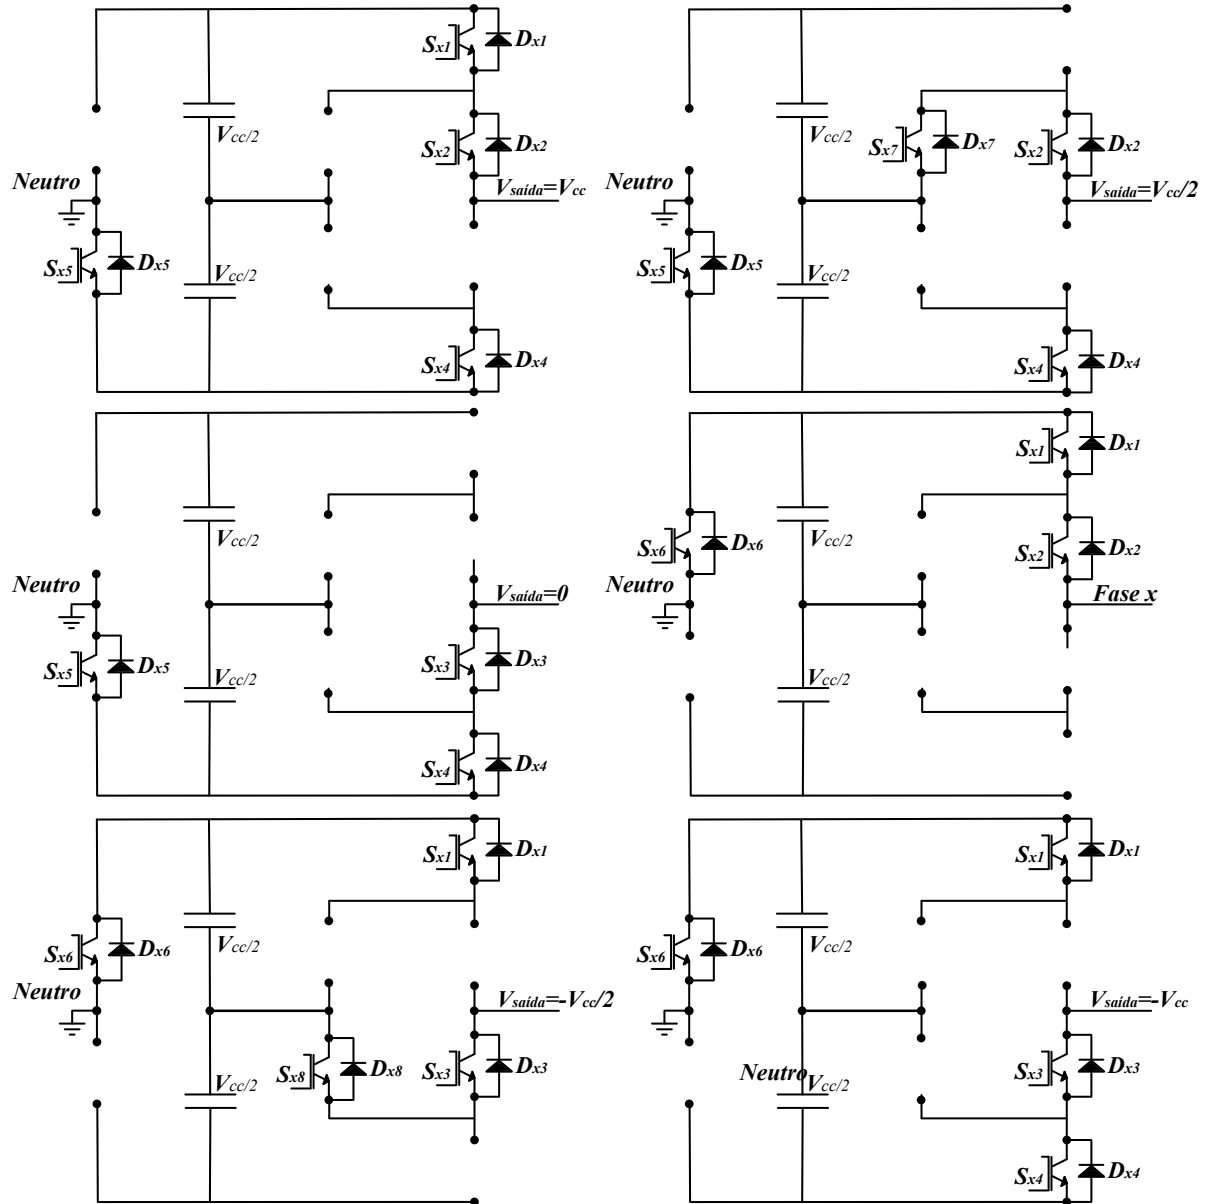 Sx1 Dx1
Vcc/2
Sx2 Dx2
Neutro
Vsaída=Vcc
Sx5 Dx5
Vcc/2
Sx4 Dx4
Vcc/2
Sx7 Dx7
Sx2 Dx2
Neutro
Vsaída=Vcc/2
Sx5 Dx5
Vcc/2
Sx4 Dx4
Vcc/2
Neutro
Vsaída=0
Sx5 Dx5
Vcc/2
Sx3 Dx3
Sx4 Dx4
Sx1 Dx1
Sx6 Dx6
Vcc/2
Sx2 Dx2
Neutro
Fase x
Vcc/2
Sx1 Dx1
Sx6 Dx6
Vcc/2
Neutro
Vsaída=-Vcc/2
Sx8 Dx8
Sx3 Dx3
Vcc/2
Sx1 Dx1
Sx6 Dx6
Vcc/2
Vsaída=-Vcc
Neutro
Vcc/2
Sx3 Dx3
Sx4 Dx4